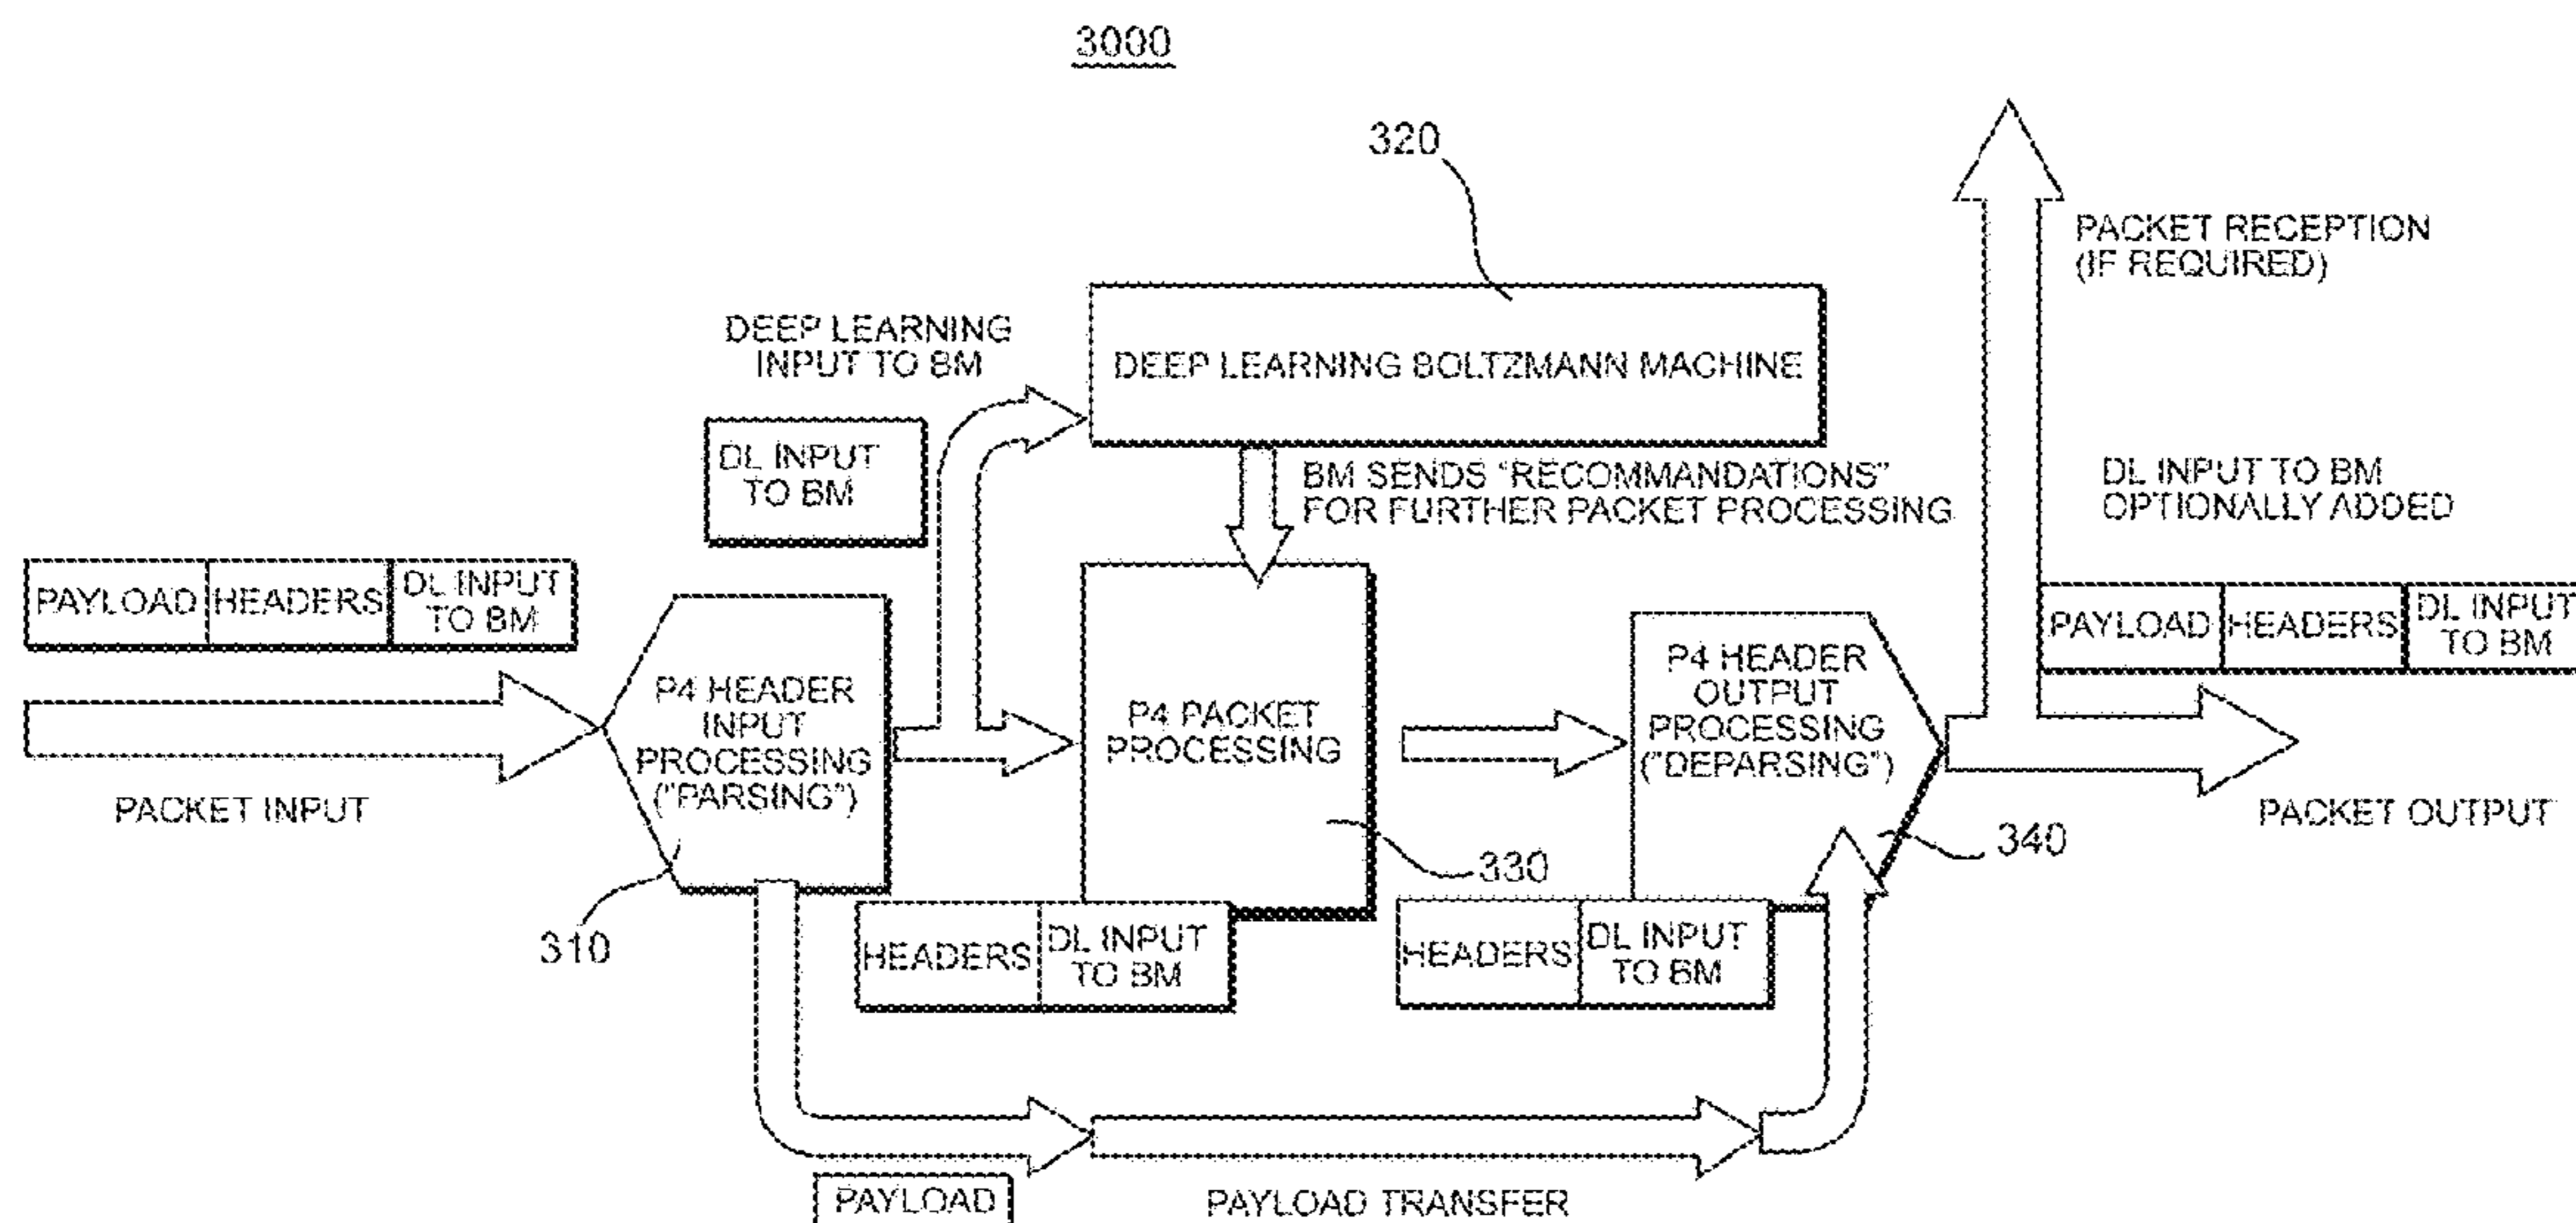 3000
320
PACKET RECEPTION
(IF REQUIRED)
DEEP LEARNING
INPUT TO BM
DEEP LEARNING BOLTZMANN MACHINE
DL INPUT
TO BM
BM SENDS "RECOMMANDATIONS"
FOR FURTHER PACKET PROCESSING
DL INPUT TO BM
OPTIONALLY ADDED
PAYLOAD
HEADERS
DL INPUT
TO BM
PAYLOAD
HEADERS
DL INPUT
TO BM
P4 HEADER
INPUT
PROCESSING
("PARSING")
P4 PACKET
PROCESSING
P4 HEADER
OUTPUT
PROCESSING
("DEPARSING")
PACKET INPUT
PACKET OUTPUT
310
330
340
HEADERS
DL INPUT
TO BM
HEADERS
DL INPUT
TO BM
PAYLOAD
PAYLOAD TRANSFER